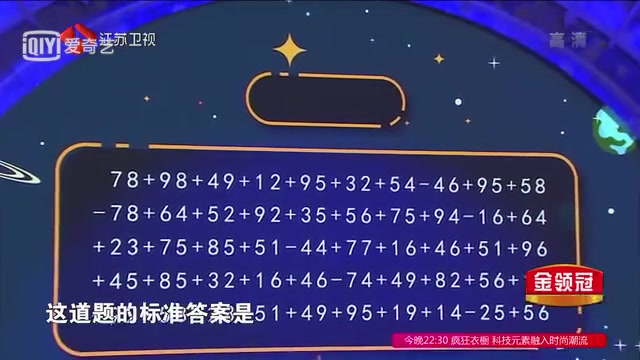 iQIYI 爱奇艺 江苏卫视
高清
78+98+49+12+95+32+54-46+95+58
-78+64+52+92+35+56+75+94-16+64
+23+75+85+51-44+77+16+46+51+96
+45+85+32+16+46-74+49+82+56+
金领冠
这道题的标准答案是
51+49+95+19+14-25+56
今晚22:30 疯狂衣橱 科技元素融入时尚潮流